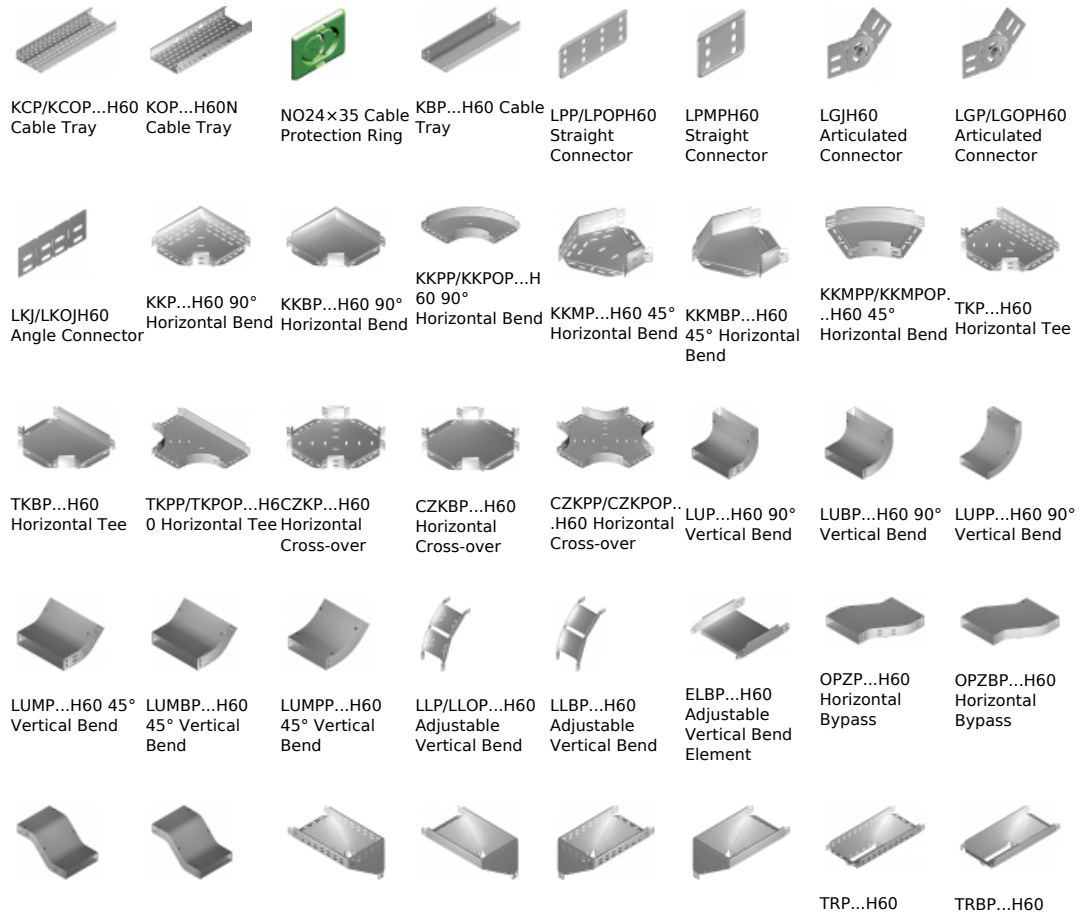 KCP/KCOP...H60
Cable Tray
KOP...H60N
Cable Tray
NO24×35 Cable
Protection Ring
KBP...H60 Cable
Tray
LPP/LPOPH60
Straight
Connector
LPMPH60
Straight
Connector
LGJH60
Articulated
Connector
LGP/LGOPH60
Articulated
Connector
LKJ/LKOJH60
Angle Connector
KKP...H60 90°
Horizontal Bend
KKBP...H60 90°
Horizontal Bend
KKPP/KKPOP...H
60 90°
Horizontal Bend
KKMP...H60 45°
Horizontal Bend
KKMBP...H60
45° Horizontal
Bend
KKMPP/KKMPOP.
..H60 45°
Horizontal Bend
TKP...H60
Horizontal Tee
TKBP...H60
Horizontal Tee
TKPP/TKPOP...H6
0 Horizontal Tee
CZKP...H60
Horizontal
Cross-over
CZKBP...H60
Horizontal
Cross-over
CZKPP/CZKPOP..
.H60 Horizontal
Cross-over
LUP...H60 90°
Vertical Bend
LUBP...H60 90°
Vertical Bend
LUPP...H60 90°
Vertical Bend
LUMP...H60 45°
Vertical Bend
LUMBP...H60
45° Vertical
Bend
LUMPP...H60
45° Vertical
Bend
LLP/LLOP...H60
Adjustable
Vertical Bend
LLBP...H60
Adjustable
Vertical Bend
ELBP...H60
Adjustable
Vertical Bend
Element
OPZP...H60
Horizontal
Bypass
OPZBP...H60
Horizontal
Bypass
TRP...H60
TRBP...H60